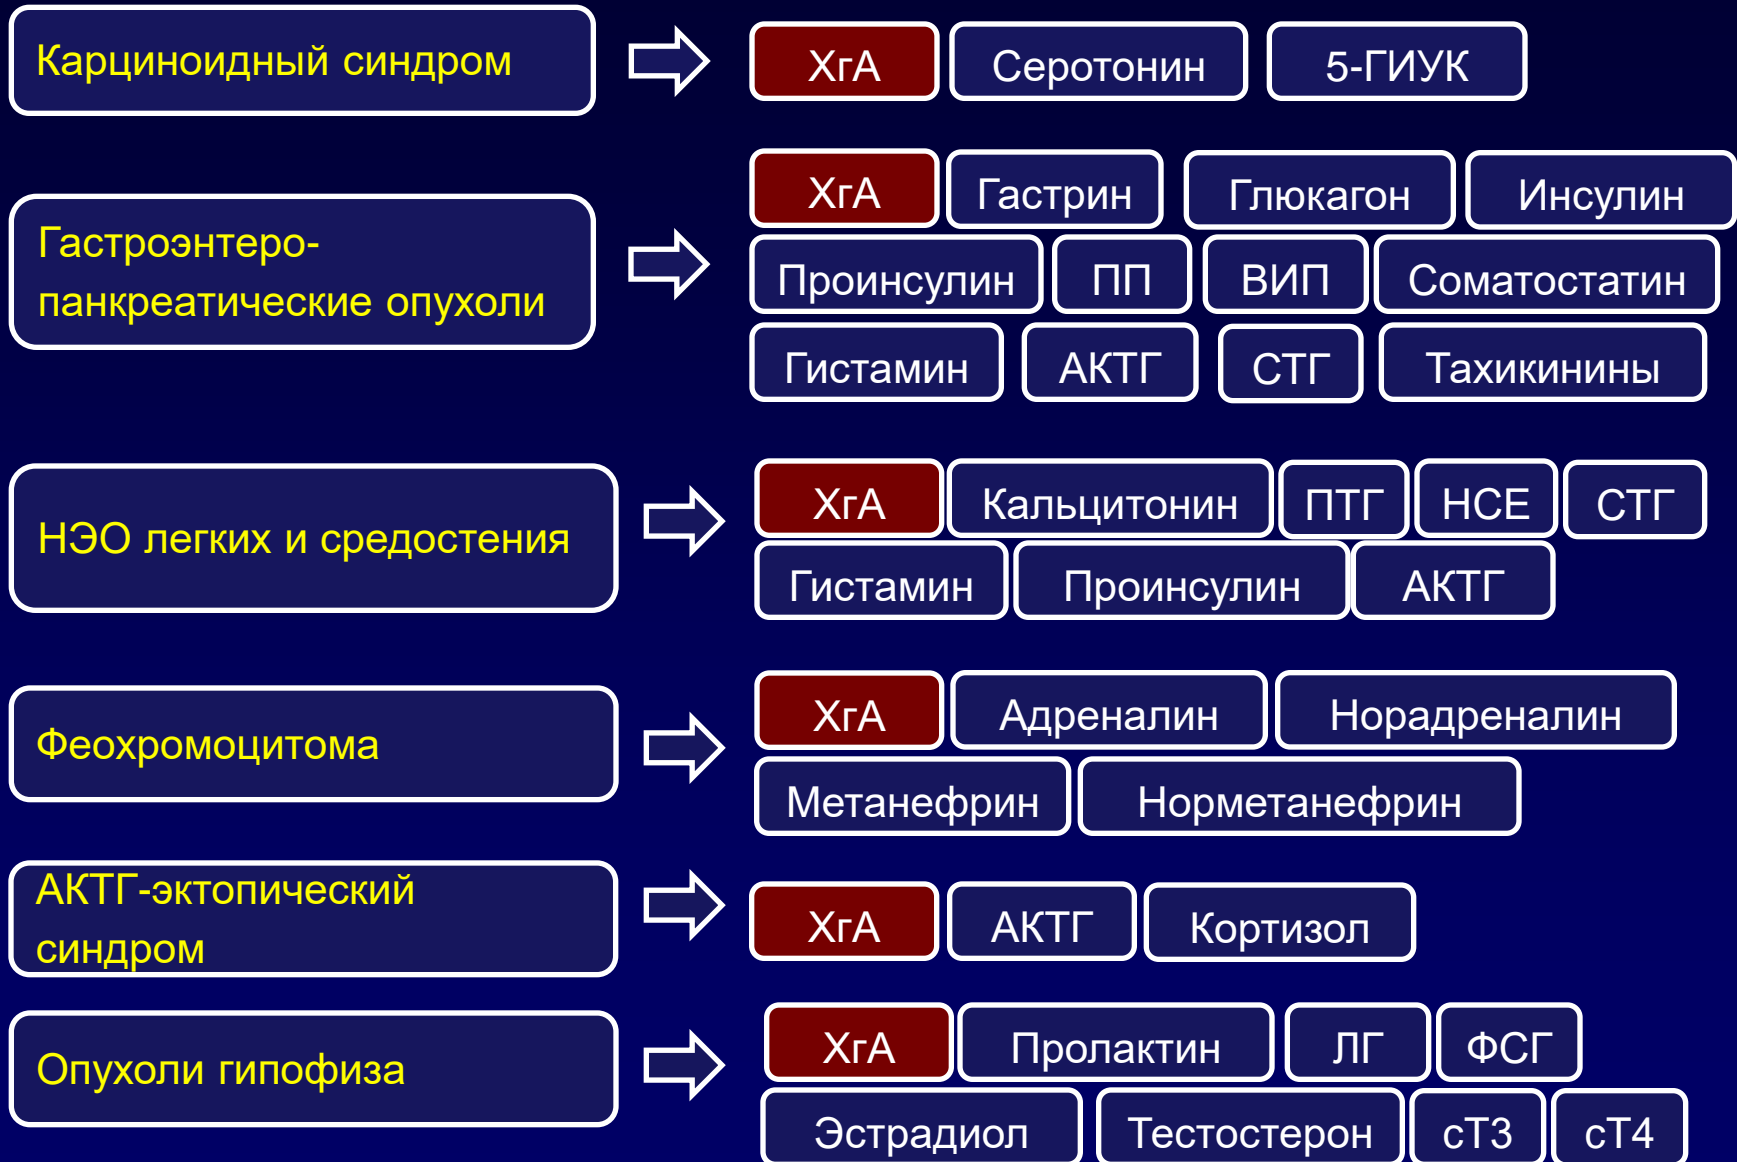 Карциноидный синдром
ХгА Серотонин 5-ГИУК
Гастроэнтеро-
панкреатические опухоли
ХгА Гастрин Глюкагон Инсулин
Проинсулин ПП ВИП Соматостатин
Гистамин АКТГ СТГ Тахикинины
НЭО легких и средостения
ХгА Кальцитонин ПТГ НСЕ СТГ
Гистамин Проинсулин АКТГ
Феохромоцитома
ХгА Адреналин Норадреналин
Метанефрин Норметанефрин
АКТГ-эктопический
синдром
ХгА АКТГ Кортизол
Опухоли гипофиза
ХгА Пролактин ЛГ ФСГ
Эстрадиол Тестостерон сТ3 сТ4